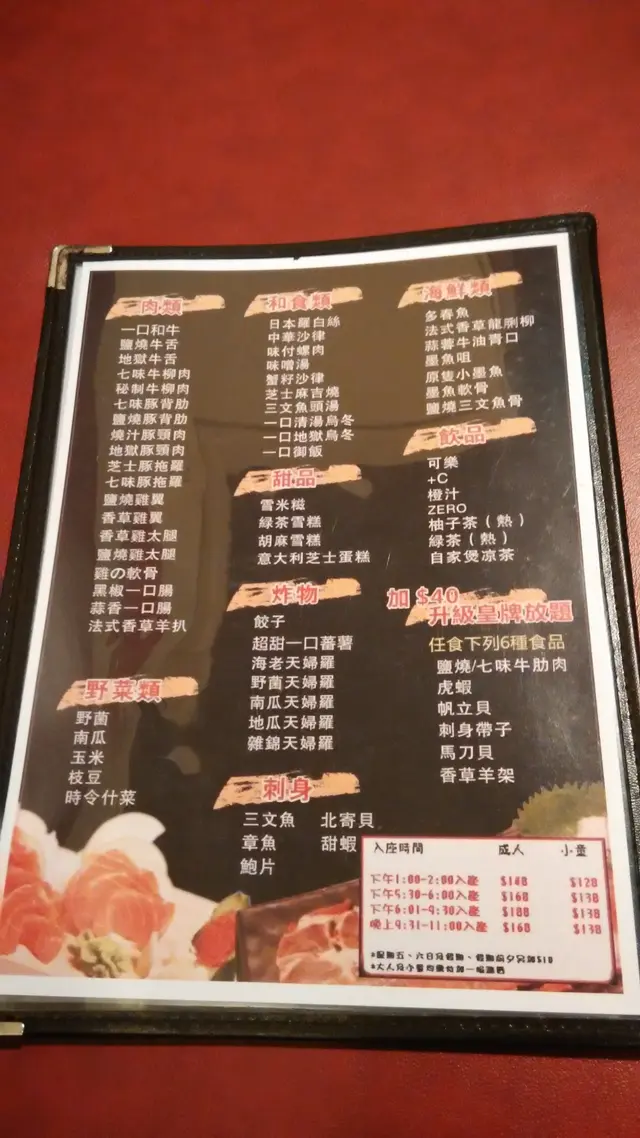 肉類
一口和牛
鹽燒牛舌
地獄牛舌
七味牛柳肉
秘制牛柳肉
七味豚背肋
鹽燒豚背肋
燒汁豚頸肉
地獄豚頸肉
芝士豚拖羅
七味豚拖羅
鹽燒雞翼
香草雞翼
香草雞太腿
鹽燒雞太腿
雞の軟骨
黑椒一口腸
蒜香一口腸
法式香草羊扒
野菜類
野菌
南瓜
玉米
枝豆
時令什菜
和食類
日本羅白絲
中華沙律
味付螺肉
味噌湯
蟹籽沙律
芝士麻吉燒
三文魚頭湯
一口清湯烏冬
一口地獄烏冬
一口御飯
甜品
雪米糍
緑茶雪糕
胡麻雪糕
意大利芝士蛋糕
炸物
餃子
超甜一口蕃薯
海老天婦羅
野菌天婦羅
南瓜天婦羅
地瓜天婦羅
雜錦天婦羅
刺身
三文魚 北寄貝
章魚 甜蝦
鮑片
海鮮類
多春魚
法式香草龍脷柳
蒜蓉牛油青口
墨魚咀
原隻小墨魚
墨魚軟骨
鹽燒三文魚骨
飲品
可樂
+C
橙汁
ZERO
柚子茶(熱)
緑茶(熱)
自家煲凉茶
加 $40
升級皇牌放題
任食下列6種食品
鹽燒/七味牛肋肉
虎蝦
帆立貝
刺身帶子
馬刀貝
香草羊架
入座時間 成人 小童
下午1:00-2:00入座 $148 $128
下午5:30-6:00入座 $168 $138
下午6:01-9:30入座 $188 $138
晚上9:31-11:00入座 $168 $138